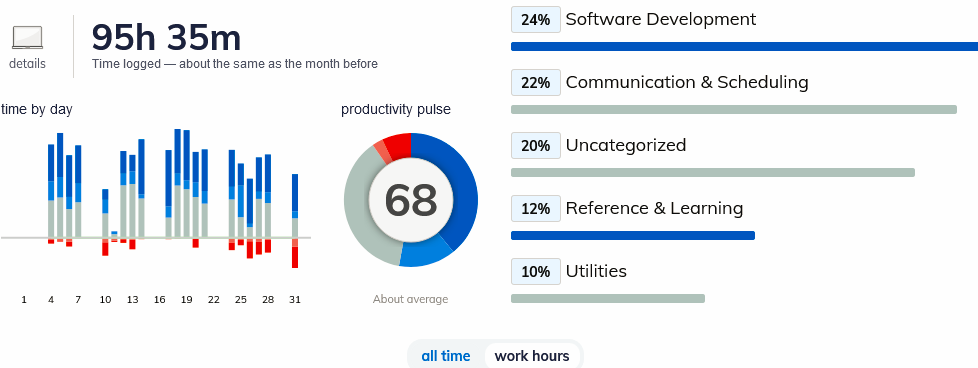 details
95h 35m
Time logged — about the same as the month before
time by day
1 4 7 10 13 16 19 22 25 28 31
productivity pulse
68
About average
24% Software Development
22% Communication & Scheduling
20% Uncategorized
12% Reference & Learning
10% Utilities
all time work hours